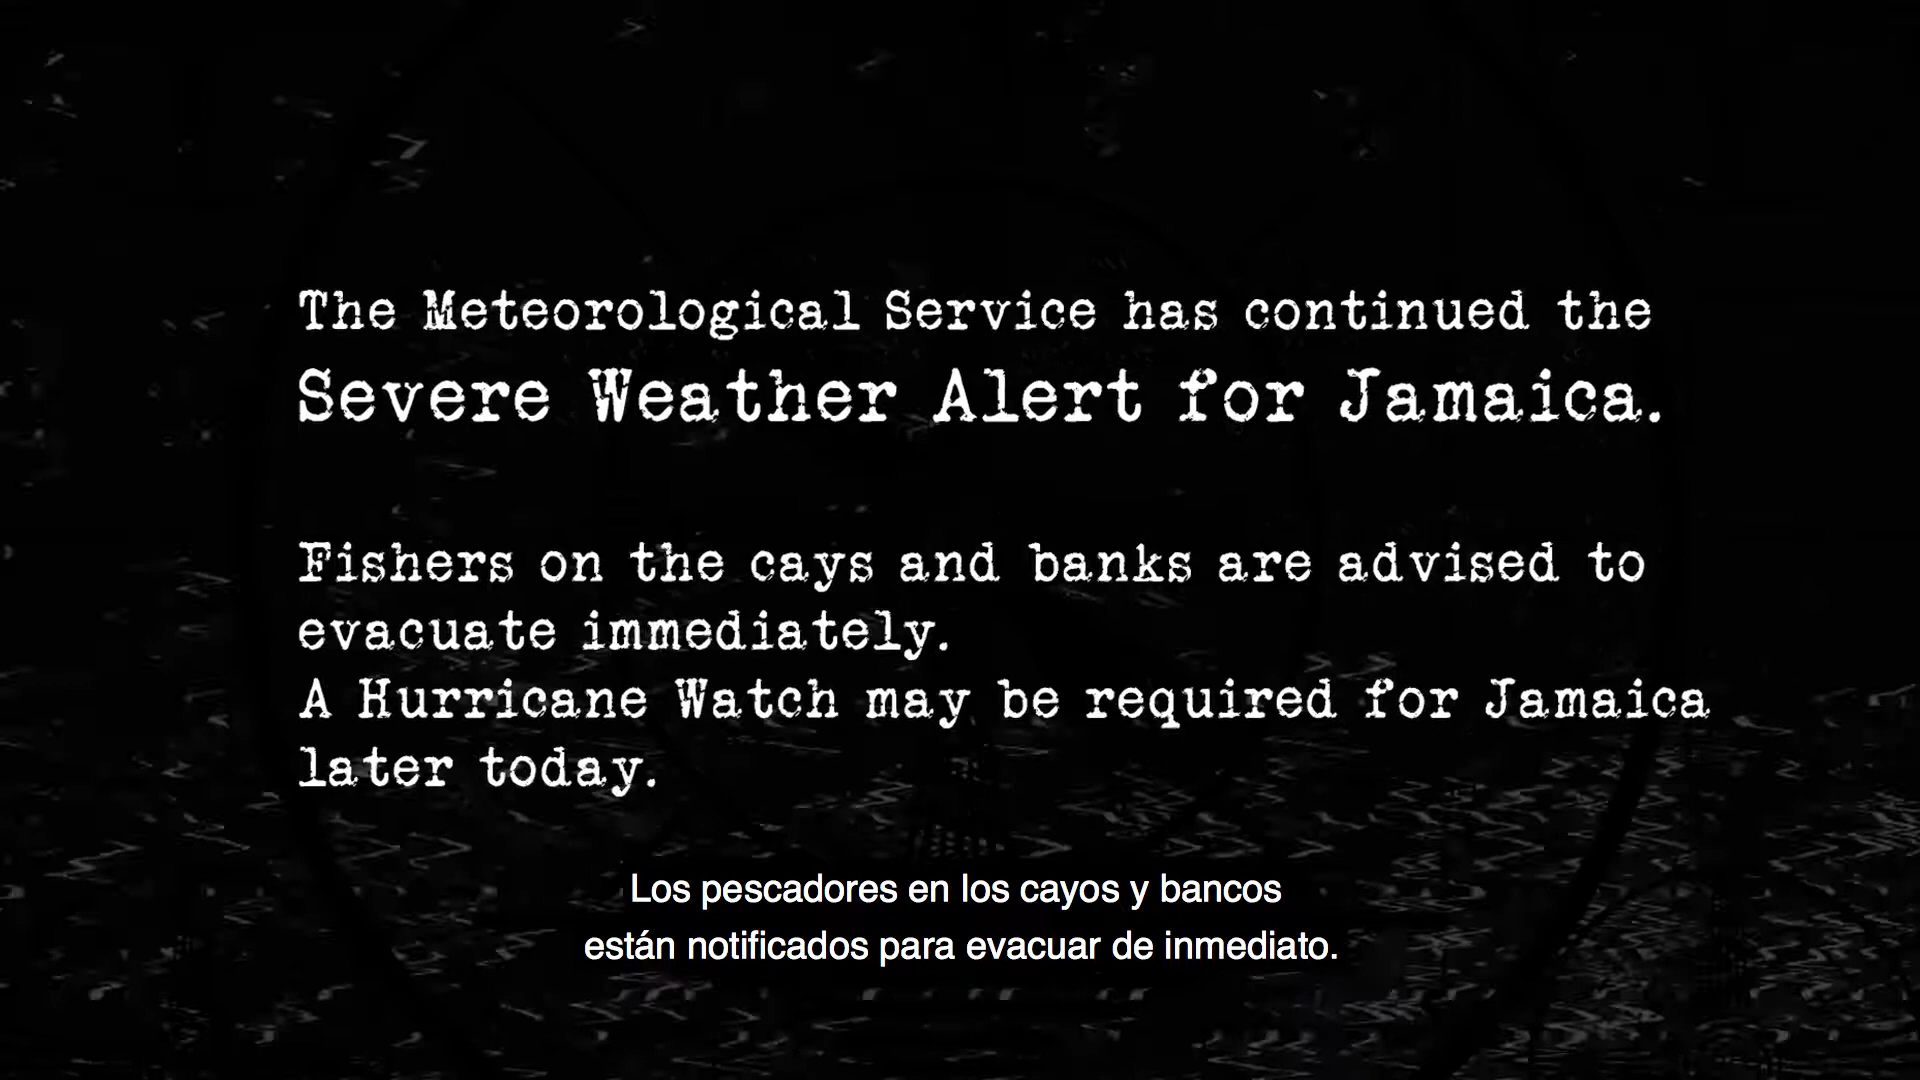 The Meteorological Service has continued the
Severe Weather Alert for Jamaica.
Fishers on the cays and banks are advised to
evacuate immediately.
A Hurricane Watch may be required for Jamaica
later today.
Los pescadores en los cayos y bancos
están notificados para evacuar de inmediato.